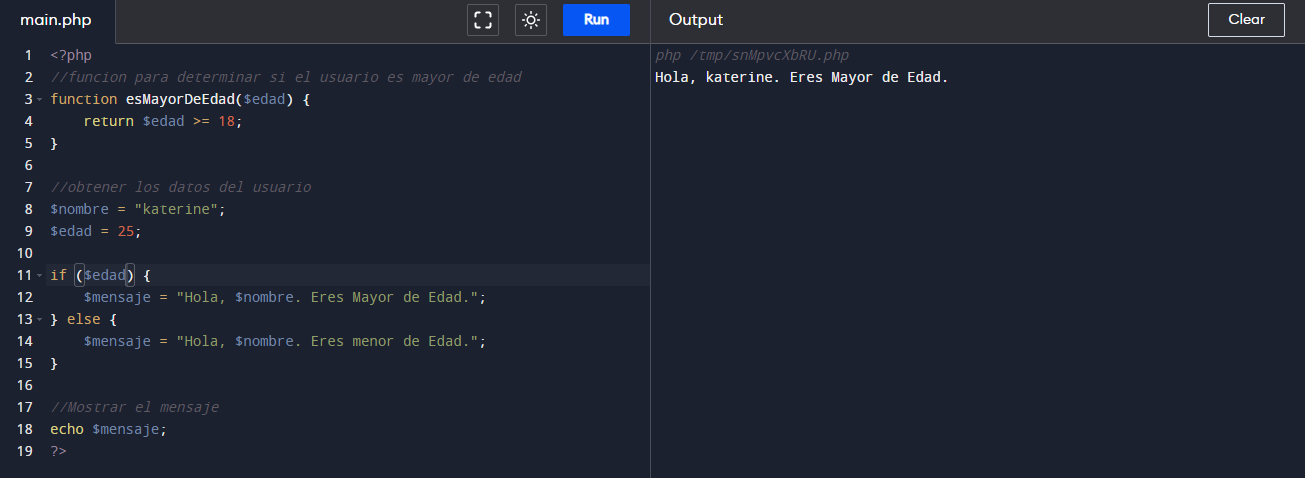 main.php
Run
Output
Clear
1 <?php
2 //funcion para determinar si el usuario es mayor de edad
3 function esMayorDeEdad($edad) {
4     return $edad >= 18;
5 }
6
7 //obtener los datos del usuario
8 $nombre = "katerine";
9 $edad = 25;
10
11 if ($edad) {
12     $mensaje = "Hola, $nombre. Eres Mayor de Edad.";
13 } else {
14     $mensaje = "Hola, $nombre. Eres menor de Edad.";
15 }
16
17 //Mostrar el mensaje
18 echo $mensaje;
19 ?>
php /tmp/snMpvcXbRU.php
Hola, katerine. Eres Mayor de Edad.